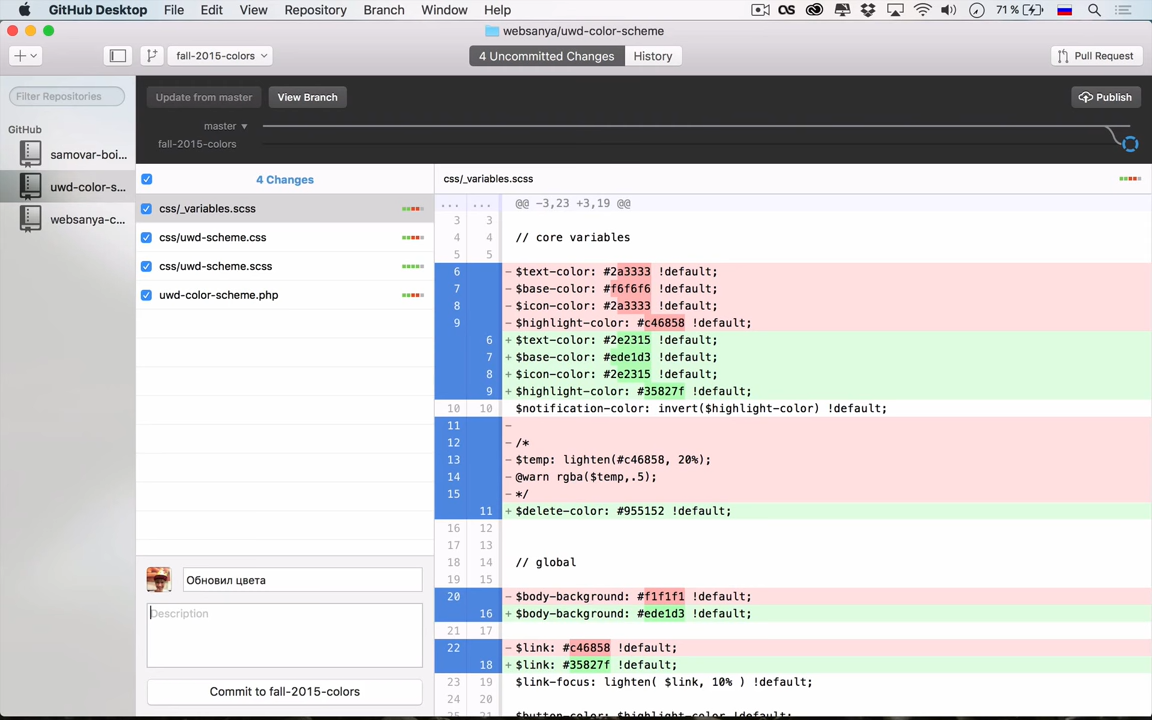 GitHub Desktop File Edit View Repository Branch Window Help 71 %
websanya/uwd-color-scheme
fall-2015-colors 4 Uncommitted Changes History Pull Request
Filter Repositories
Update from master View Branch Publish
master
fall-2015-colors
GitHub
samovar-boi...
uwd-color-s...
websanya-c...
4 Changes
css/_variables.scss
css/uwd-scheme.css
css/uwd-scheme.scss
uwd-color-scheme.php
Обновил цвета
Description
Commit to fall-2015-colors
css/_variables.scss
... ... @@ -3,23 +3,19 @@
3 3
4 4 // core variables
5 5
6 - $text-color: #2a3333 !default;
7 - $base-color: #f6f6f6 !default;
8 - $icon-color: #2a3333 !default;
9 - $highlight-color: #c46858 !default;
6 + $text-color: #2e2315 !default;
7 + $base-color: #ede1d3 !default;
8 + $icon-color: #2e2315 !default;
9 + $highlight-color: #35827f !default;
10 10 $notification-color: invert($highlight-color) !default;
11 -
12 - /*
13 - $temp: lighten(#c46858, 20%);
14 - @warn rgba($temp,.5);
15 - */
11 + $delete-color: #955152 !default;
16 12
17 13
18 14 // global
19 15
20 - $body-background: #f1f1f1 !default;
16 + $body-background: #ede1d3 !default;
21 17
22 - $link: #c46858 !default;
18 + $link: #35827f !default;
23 19 $link-focus: lighten( $link, 10% ) !default;
24 20
25 21 $button-color: $highlight-color !default;